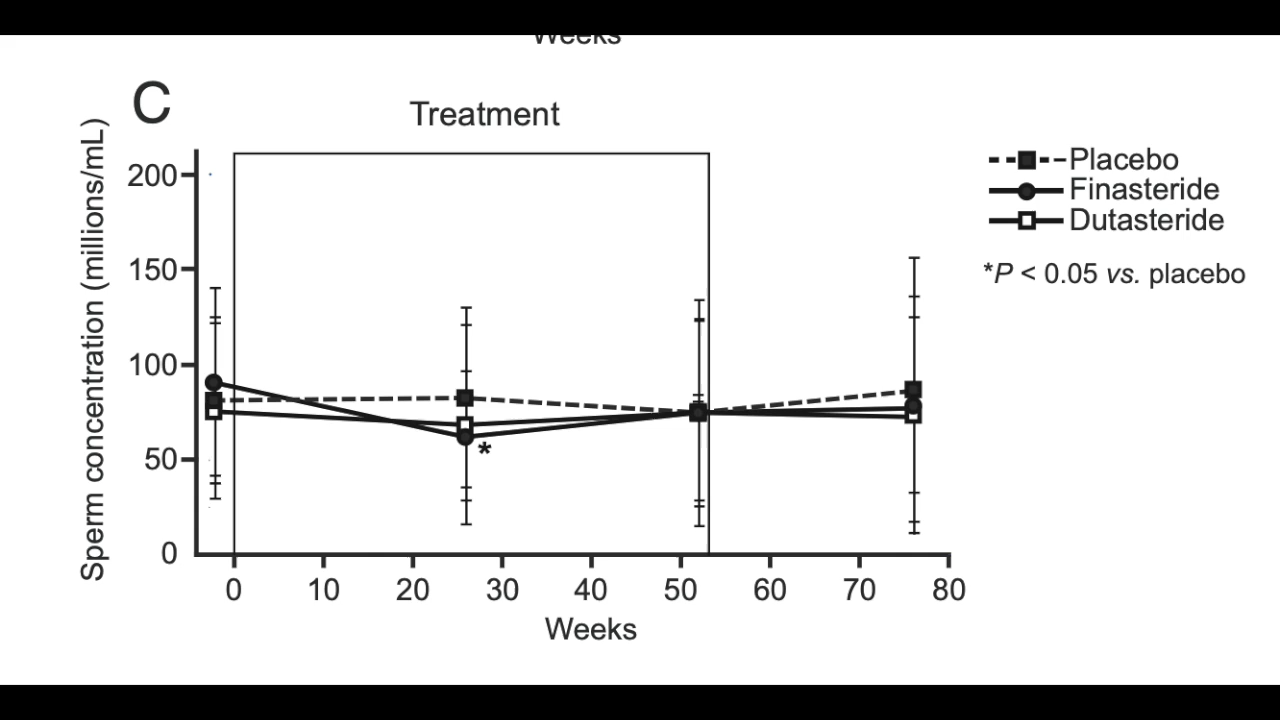 Weeks
C
Treatment
Sperm concentration (millions/mL)
200
150
100
50
0
*
0 10 20 30 40 50 60 70 80
Weeks
Placebo
Finasteride
Dutasteride
*P < 0.05 vs. placebo